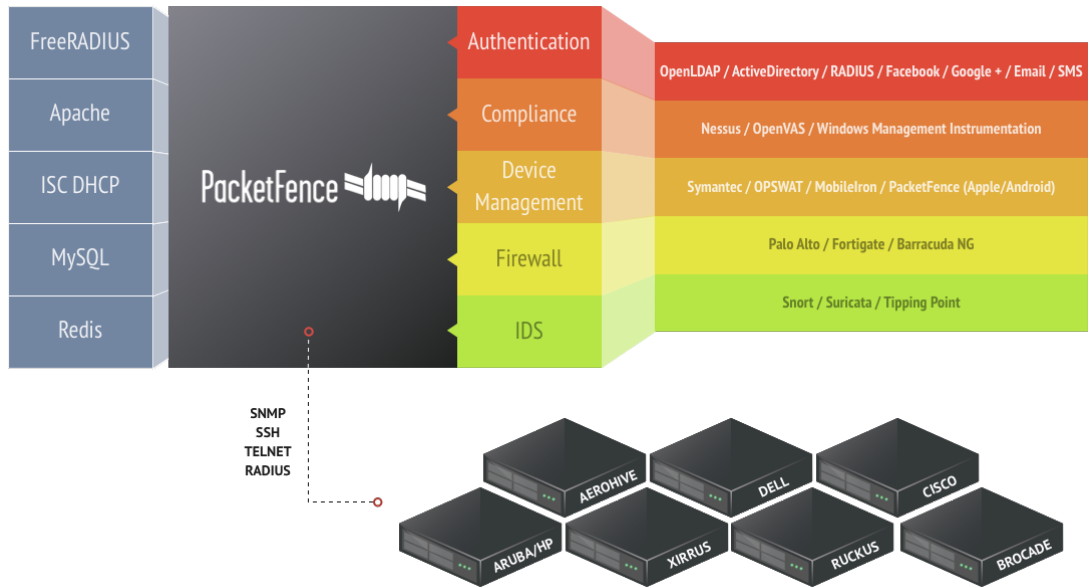 FreeRADIUS
Apache
ISC DHCP
MySQL
Redis
PacketFence
Authentication
Compliance
Device
Management
Firewall
IDS
OpenLDAP / ActiveDirectory / RADIUS / Facebook / Google + / Email / SMS
Nessus / OpenVAS / Windows Management Instrumentation
Symantec / OPSWAT / MobileIron / PacketFence (Apple/Android)
Palo Alto / Fortigate / Barracuda NG
Snort / Suricata / Tipping Point
SNMP
SSH
TELNET
RADIUS
AEROHIVE
DELL
CISCO
ARUBA/HP
XIRRUS
RUCKUS
BROCADE